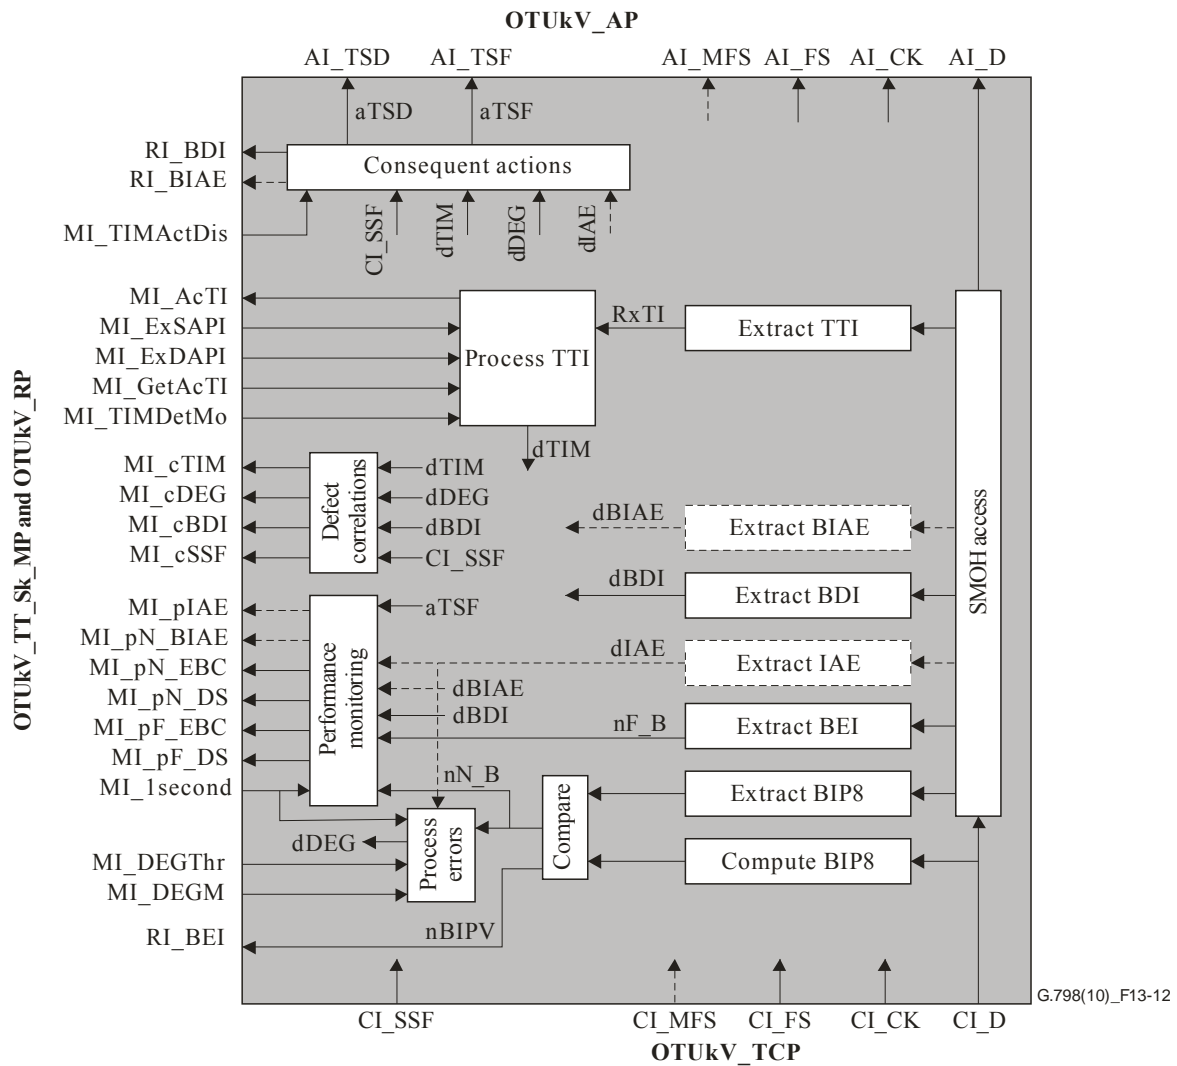 OTUkV_AP
AI_TSD
AI_TSF
AI_MFS
AI_FS
AI_CK
AI_D
aTSD
aTSF
RI_BDI
RI_BIAE
Consequent actions
MI_TIMActDis
CI_SSF
dTIM
dDEG
dIAE
MI_AcTI
MI_ExSAPI
MI_ExDAPI
MI_GetAcTI
MI_TIMDetMo
Process TTI
RxTI
Extract TTI
dTIM
OTUkV_TT_Sk_MP and OTUkV_RP
MI_cTIM
MI_cDEG
MI_cBDI
MI_cSSF
Defect
correlations
dTIM
dDEG
dBDI
CI_SSF
dBIAE
Extract BIAE
dBDI
Extract BDI
SMOH access
MI_pIAE
MI_pN_BIAE
MI_pN_EBC
MI_pN_DS
MI_pF_EBC
MI_pF_DS
MI_1second
Performance
monitoring
aTSF
dIAE
Extract IAE
dBIAE
dBDI
nF_B
Extract BEI
nN_B
Extract BIP8
Compare
Compute BIP8
dDEG
Process
errors
MI_DEGThr
MI_DEGM
RI_BEI
nBIPV
G.798(10)_F13-12
CI_SSF
CI_MFS
CI_FS
CI_CK
CI_D
OTUkV_TCP